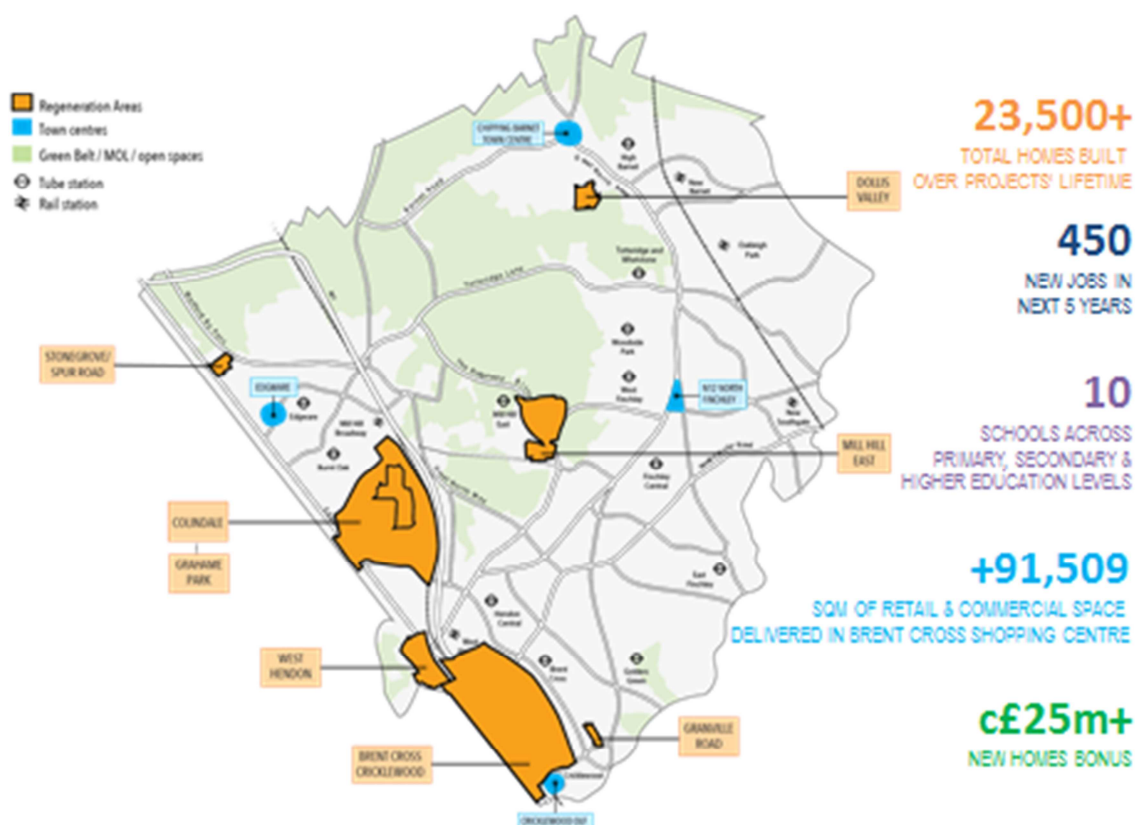 Regeneration Areas
Town centres
Green Belt / MOL / open spaces
Tube station
Rail station
CHIPPING BARNET
TOWN CENTRE
High
Barnet
New
Barnet
DOLLIS
VALLEY
Barnet Road
Oakleigh
Park
Totteridge and
Whetstone
Totteridge Lane
STONEGROVE/
SPUR ROAD
Woodside
Park
West
Finchley
EDGWARE
Edgware
N12 NORTH
FINCHLEY
New
Southgate
Mill Hill
East
Mill Hill
Broadway
Burnt Oak
MILL HILL
EAST
Finchley
Central
COLINDALE
GRAHAME
PARK
East
Finchley
Hendon
Central
WEST
HENDON
Brent
Cross
Golders
Green
GRANVILLE
ROAD
BRENT CROSS
CRICKLEWOOD
Cricklewood
23,500+
TOTAL HOMES BUILT
OVER PROJECTS' LIFETIME
450
NEW JOBS IN
NEXT 5 YEARS
10
SCHOOLS ACROSS
PRIMARY, SECONDARY &
HIGHER EDUCATION LEVELS
+91,509
SQM OF RETAIL & COMMERCIAL SPACE
DELIVERED IN BRENT CROSS SHOPPING CENTRE
c£25m+
NEW HOMES BONUS